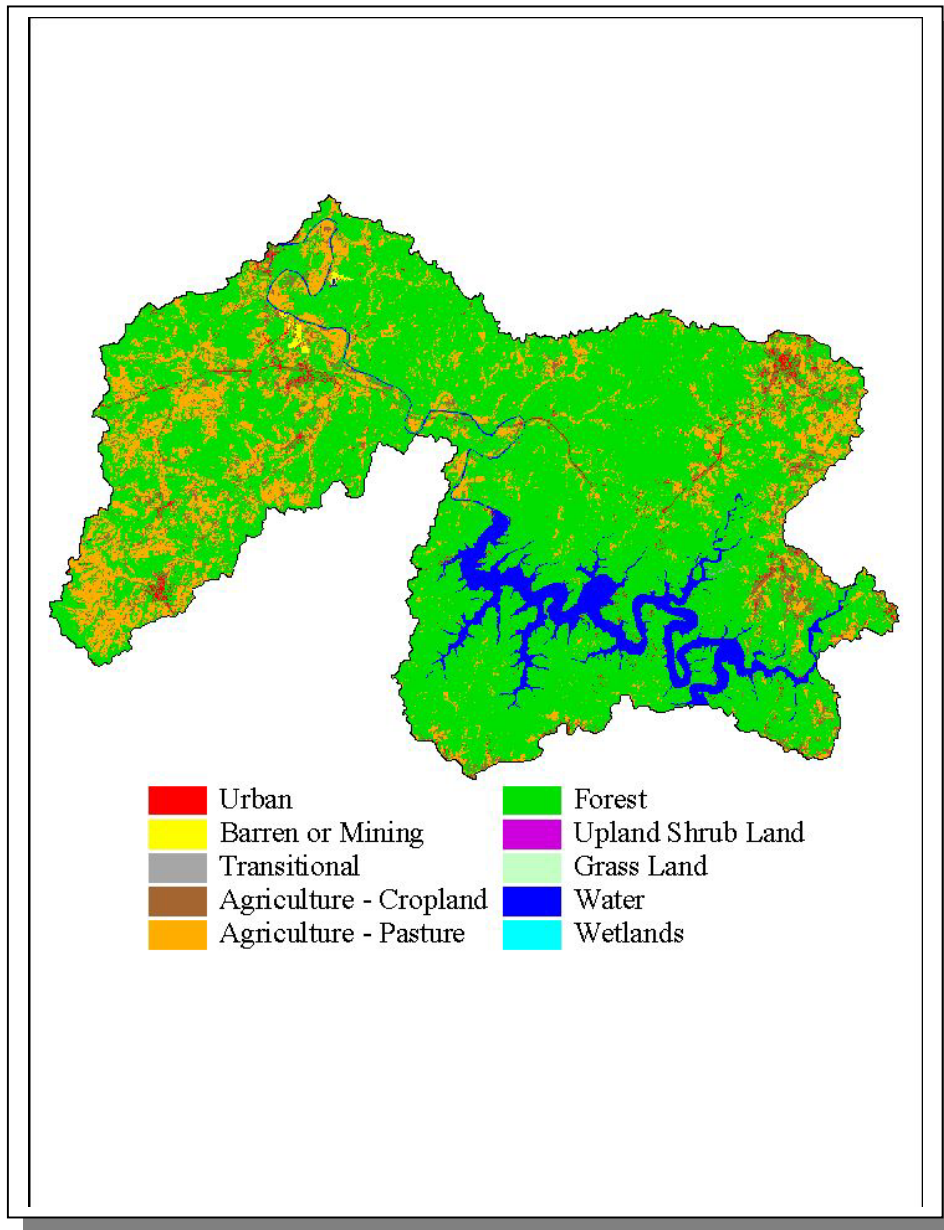 Urban
Barren or Mining
Transitional
Agriculture - Cropland
Agriculture - Pasture
Forest
Upland Shrub Land
Grass Land
Water
Wetlands